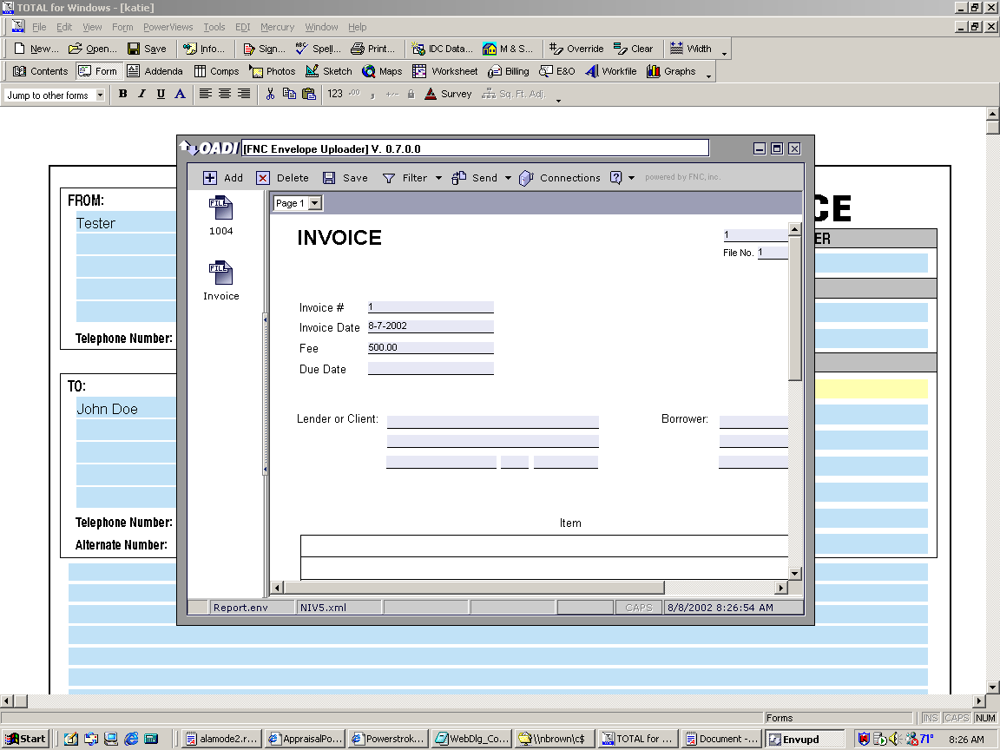 TOTAL for Windows - [katie]
File Edit View Form PowerViews Tools EDI Mercury Window Help
New... Open... Save Info... Sign... Spell... Print... IDC Data... M & S... Override Clear Width
Contents Form Addenda Comps Photos Sketch Maps Worksheet Billing E&O Workfile Graphs
Jump to other forms B I U A 123 Survey Sq. Ft. Adj.
OADI [FNC Envelope Uploader] V. 0.7.0.0
Add Delete Save Filter Send Connections powered by FNC, inc.
FROM:
Tester
Telephone Number:
TO:
John Doe
Telephone Number:
Alternate Number:
FILE
1004
FILE
Invoice
Page 1
INVOICE
1
File No. 1
Invoice # 1
Invoice Date 8-7-2002
Fee 500.00
Due Date
Lender or Client:
Borrower:
Item
CE
ER
Report.env NIV5.xml CAPS 8/8/2002 8:26:54 AM
Forms INS CAPS NUM
Start alamode2.r... AppraisalPo... Powerstrok... WebDlg_Co... \\nbrown\c$ TOTAL for ... Document -... Envupd 71° 8:26 AM